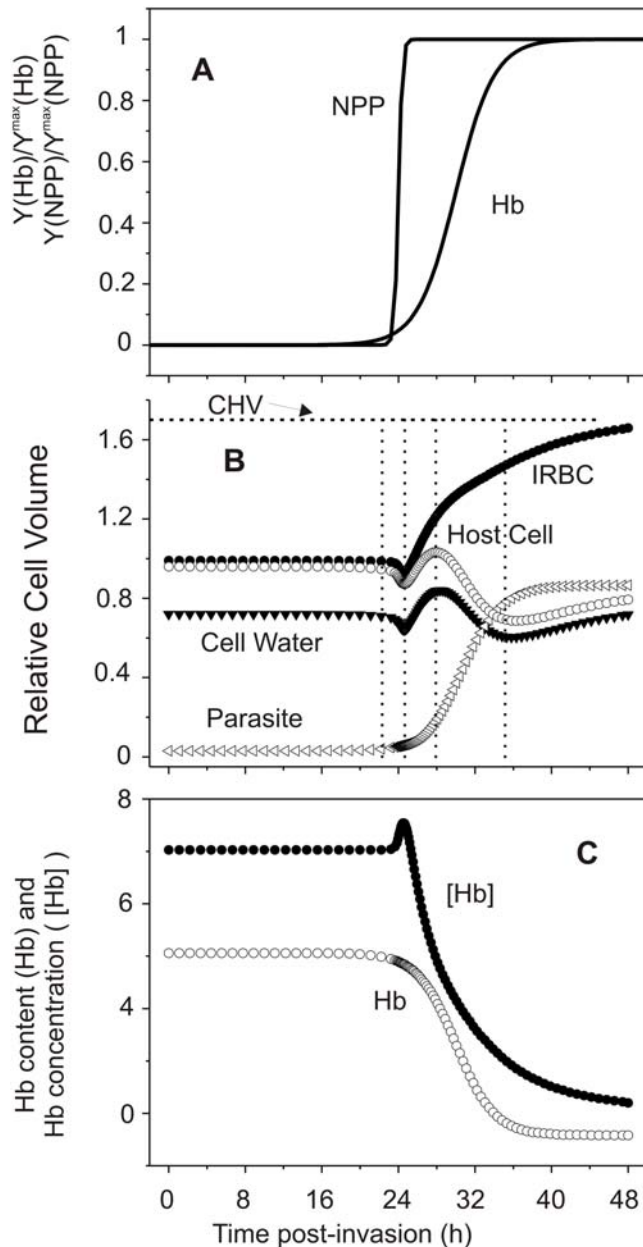 A
Y(Hb)/Y^max(Hb)
Y(NPP)/Y^max(NPP)
1
0.8
0.6
0.4
0.2
0
NPP
Hb
B
Relative Cell Volume
1.6
1.2
0.8
0.4
0
CHV
IRBC
Host Cell
Cell Water
Parasite
C
Hb content (Hb) and
Hb concentration ( [Hb] )
8
6
4
0
[Hb]
Hb
0 8 16 24 32 40 48
Time post-invasion (h)